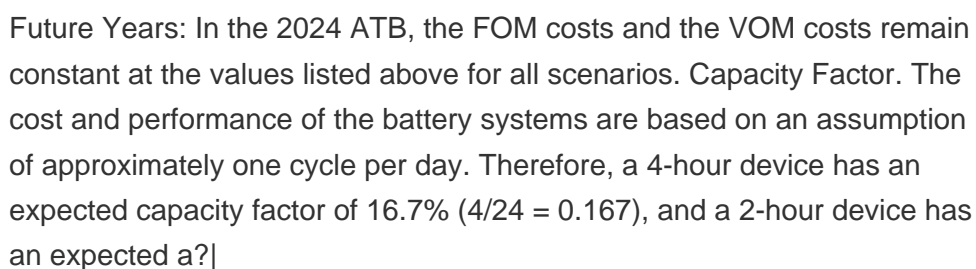 Future Years: In the 2024 ATB, the FOM costs and the VOM costs remain
constant at the values listed above for all scenarios. Capacity Factor. The
cost and performance of the battery systems are based on an assumption
of approximately one cycle per day. Therefore, a 4-hour device has an
expected capacity factor of 16.7% (4/24 = 0.167), and a 2-hour device has
an expected a?|